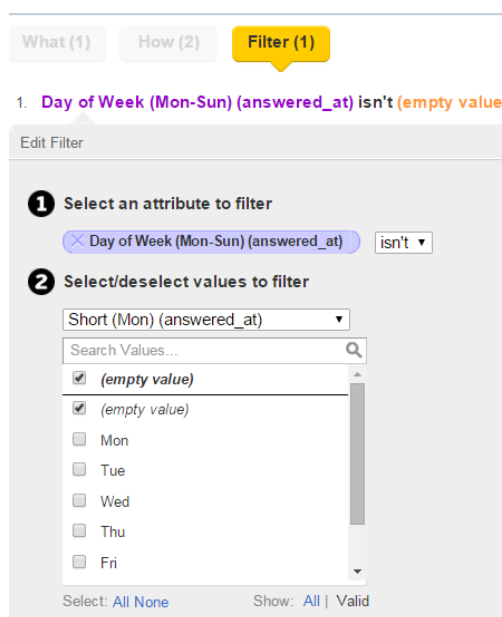 What (1) How (2) Filter (1)
1. Day of Week (Mon-Sun) (answered_at) isn't (empty value
Edit Filter
1 Select an attribute to filter
Day of Week (Mon-Sun) (answered_at) isn't
2 Select/deselect values to filter
Short (Mon) (answered_at)
Search Values...
(empty value)
(empty value)
Mon
Tue
Wed
Thu
Fri
Select: All None Show: All | Valid